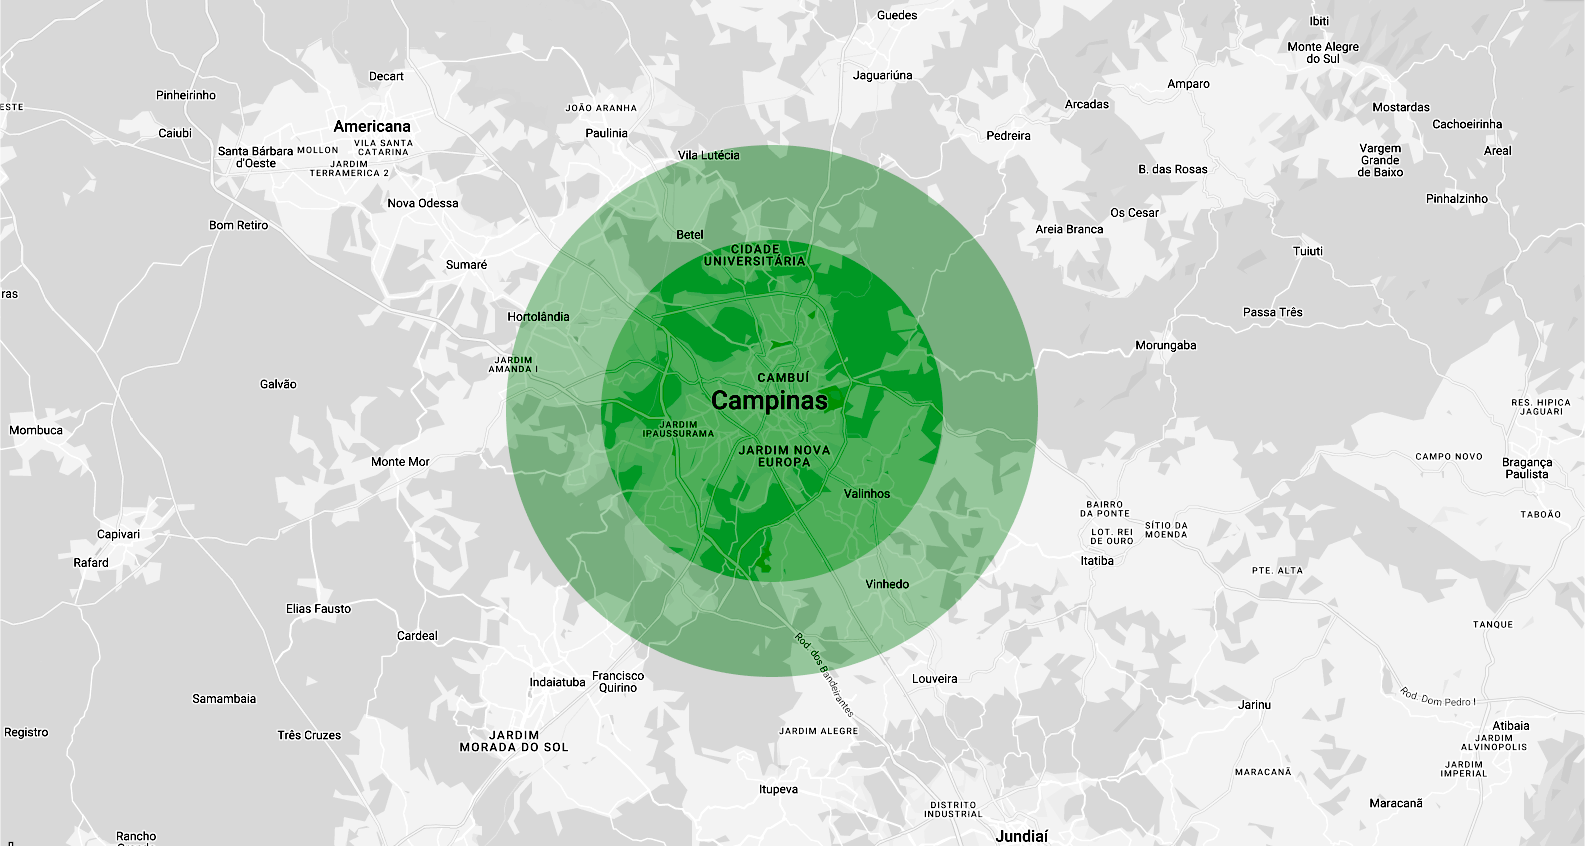 Guedes
Ibiti
Monte Alegre
do Sul
Decart
Jaguariúna
Amparo
Pinheirinho
ESTE
JOÃO ARANHA
Arcadas
Mostardas
Americana
Caiubi
Paulinia
Pedreira
Cachoeirinha
Santa Bárbara
d'Oeste
MOLLON
VILA SANTA
CATARINA
Vila Lutécia
Vargem
Grande
de Baixo
Areal
JARDIM
TERRAMERICA 2
B. das Rosas
Nova Odessa
Pinhalzinho
Bom Retiro
Os Cesar
Areia Branca
Betel
CIDADE
UNIVERSITÁRIA
Tuiuti
Sumaré
ras
Hortolândia
Passa Três
Morungaba
JARDIM
AMANDA I
Galvão
CAMBUÍ
Campinas
RES. HIPICA
JAGUARI
Mombuca
JARDIM
IPAUSSURAMA
JARDIM NOVA
EUROPA
Monte Mor
CAMPO NOVO
Bragança
Paulista
Valinhos
BAIRRO
DA PONTE
TABOÃO
Capivari
LOT. REI
DE OURO
SÍTIO DA
MOENDA
Rafard
Itatiba
PTE. ALTA
Vinhedo
Elias Fausto
Cardeal
TANQUE
Rod. dos Bandeirantes
Indaiatuba
Francisco
Quirino
Louveira
Samambaia
Rod. Dom Pedro I
Jarinu
Registro
Três Cruzes
JARDIM
MORADA DO SOL
JARDIM ALEGRE
Atibaia
JARDIM
ALVINOPOLIS
MARACANÃ
JARDIM
IMPERIAL
Itupeva
DISTRITO
INDUSTRIAL
Maracanã
Rancho
Jundiaí